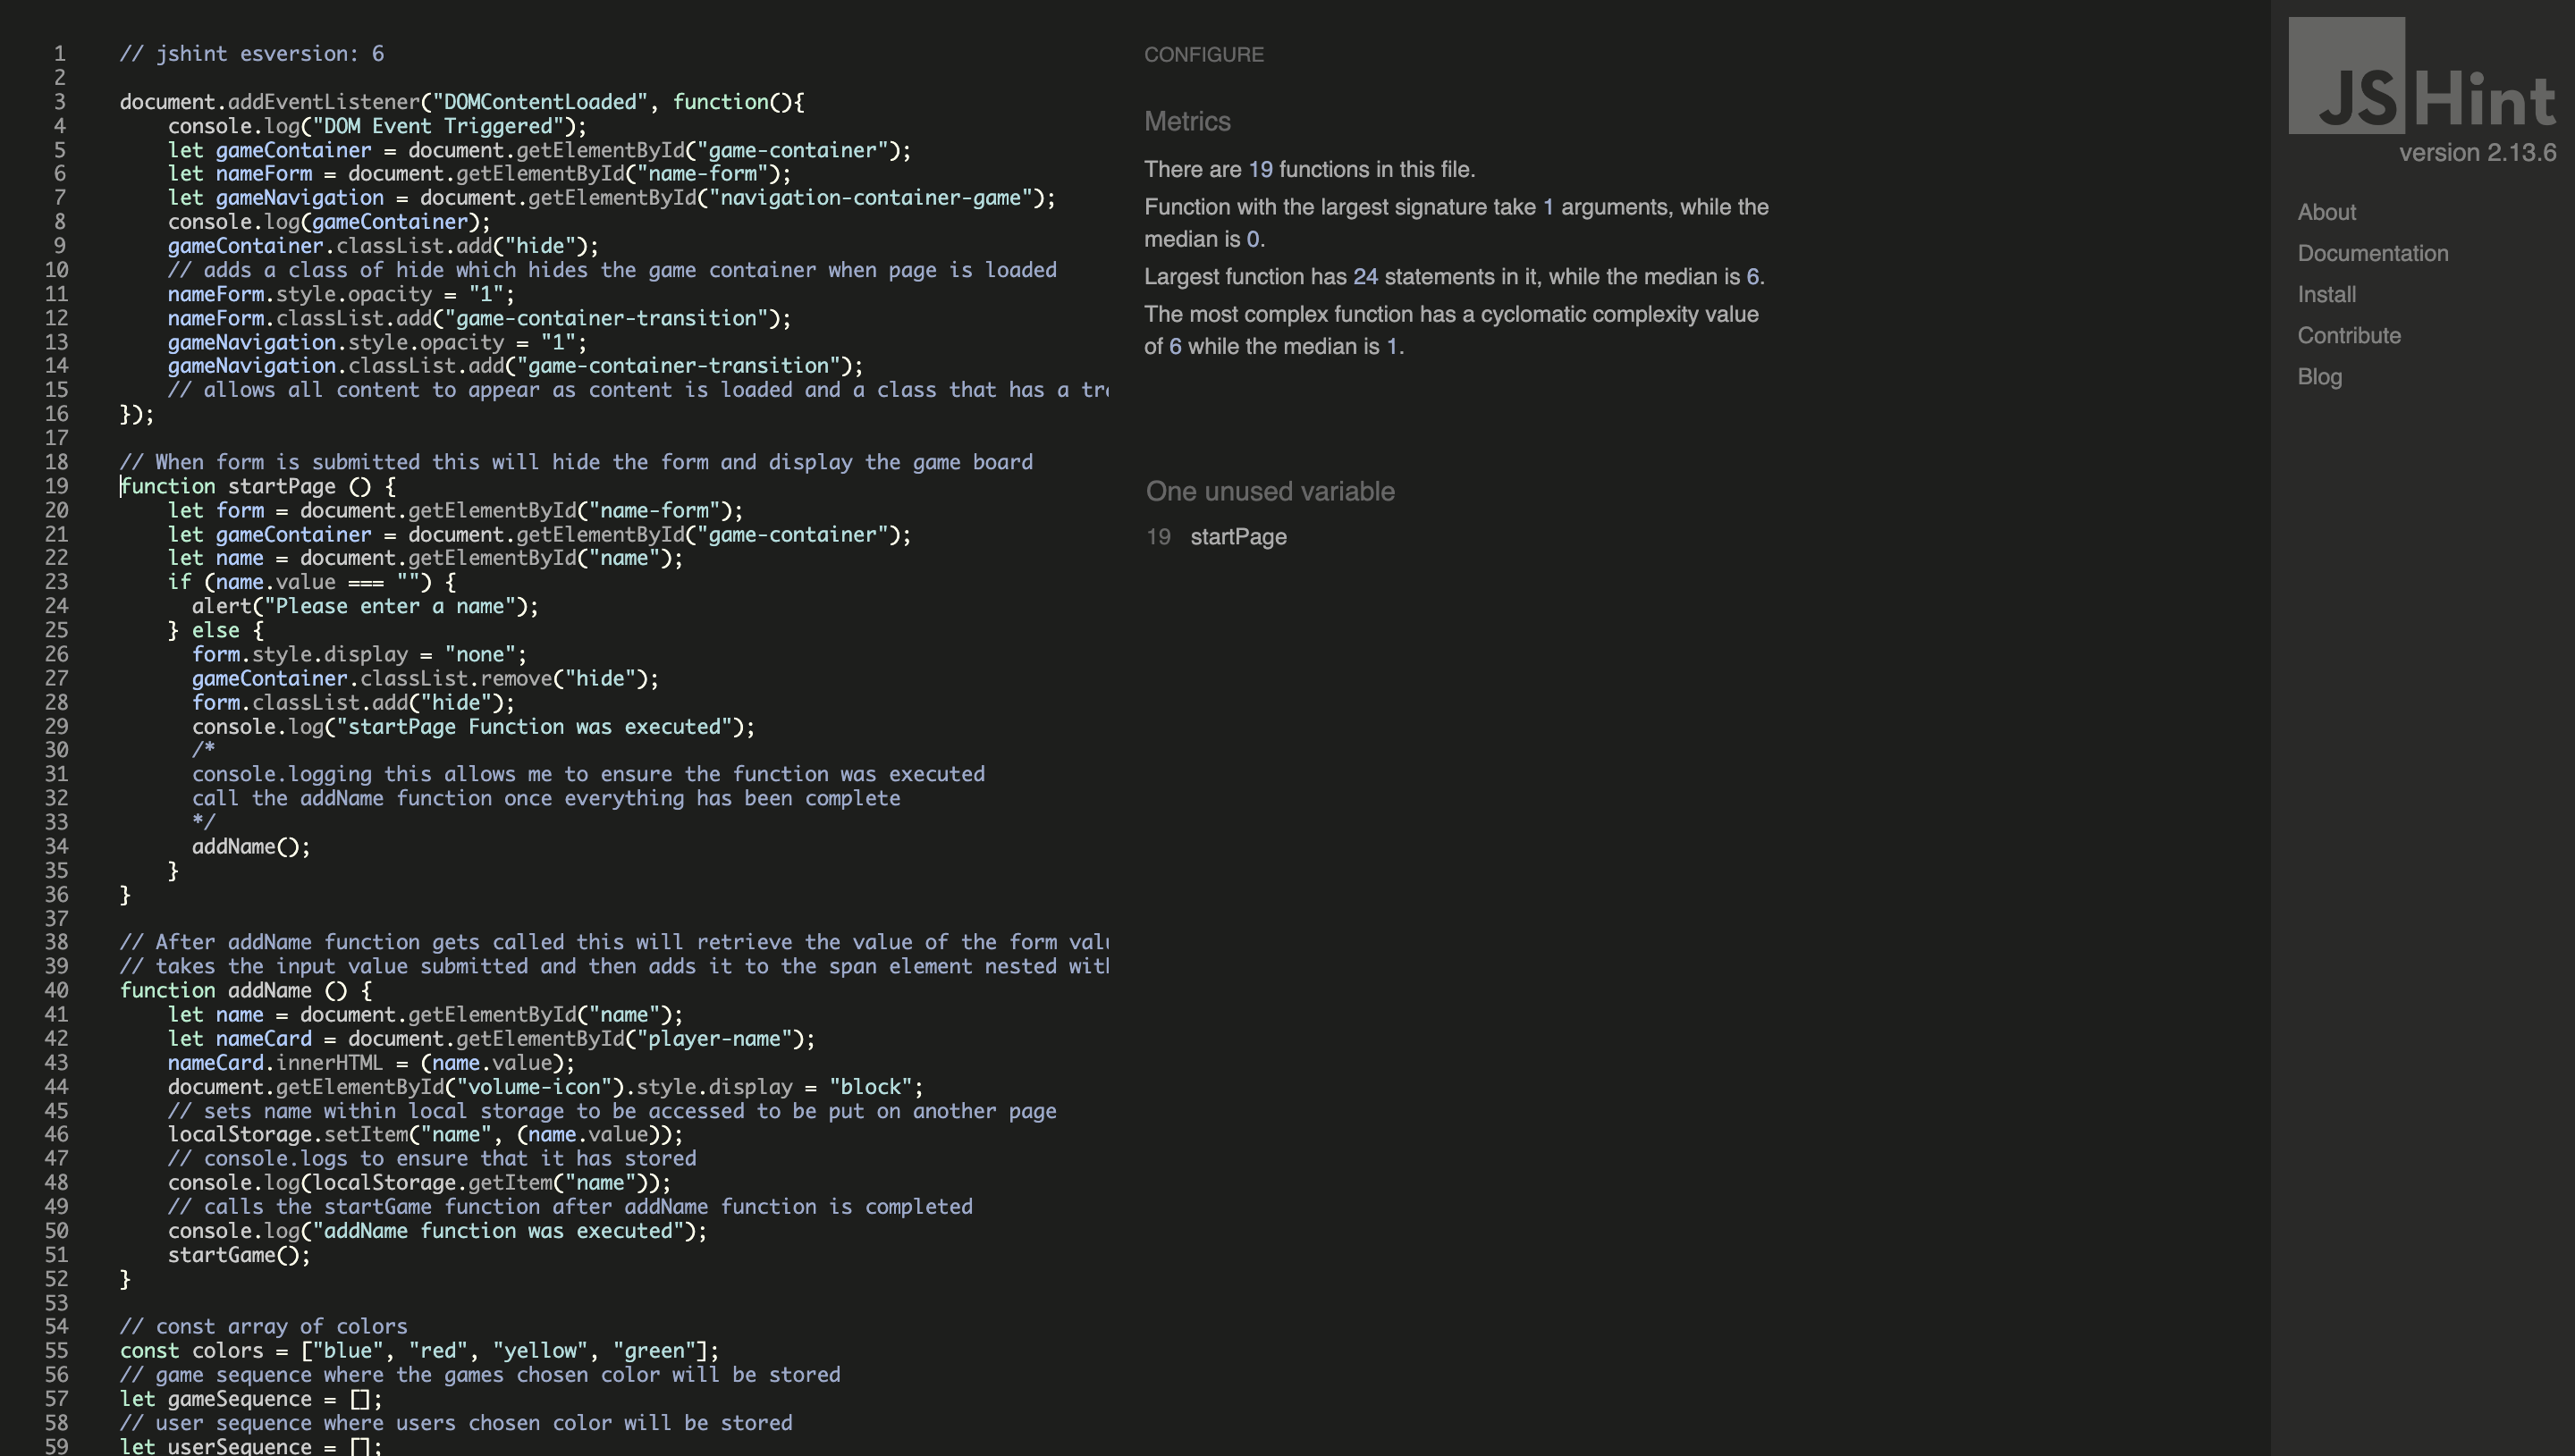 1 // jshint esversion: 6
2
3 document.addEventListener("DOMContentLoaded", function(){
4 console.log("DOM Event Triggered");
5 let gameContainer = document.getElementById("game-container");
6 let nameForm = document.getElementById("name-form");
7 let gameNavigation = document.getElementById("navigation-container-game");
8 console.log(gameContainer);
9 gameContainer.classList.add("hide");
10 // adds a class of hide which hides the game container when page is loaded
11 nameForm.style.opacity = "1";
12 nameForm.classList.add("game-container-transition");
13 gameNavigation.style.opacity = "1";
14 gameNavigation.classList.add("game-container-transition");
15 // allows all content to appear as content is loaded and a class that has a
16 });
17
18 // When form is submitted this will hide the form and display the game board
19 function startPage () {
20 let form = document.getElementById("name-form");
21 let gameContainer = document.getElementById("game-container");
22 let name = document.getElementById("name");
23 if (name.value === "") {
24 alert("Please enter a name");
25 } else {
26 form.style.display = "none";
27 gameContainer.classList.remove("hide");
28 form.classList.add("hide");
29 console.log("startPage Function was executed");
30 /*
31 console.logging this allows me to ensure the function was executed
32 call the addName function once everything has been complete
33 */
34 addName();
35 }
36 }
37
38 // After addName function gets called this will retrieve the value of the form
39 // takes the input value submitted and then adds it to the span element nested
40 function addName () {
41 let name = document.getElementById("name");
42 let nameCard = document.getElementById("player-name");
43 nameCard.innerHTML = (name.value);
44 document.getElementById("volume-icon").style.display = "block";
45 // sets name within local storage to be accessed to be put on another page
46 localStorage.setItem("name", (name.value));
47 // console.logs to ensure that it has stored
48 console.log(localStorage.getItem("name"));
49 // calls the startGame function after addName function is completed
50 console.log("addName function was executed");
51 startGame();
52 }
53
54 // const array of colors
55 const colors = ["blue", "red", "yellow", "green"];
56 // game sequence where the games chosen color will be stored
57 let gameSequence = [];
58 // user sequence where users chosen color will be stored
59 let userSequence = [];
CONFIGURE
Metrics
There are 19 functions in this file.
Function with the largest signature take 1 arguments, while the
median is 0.
Largest function has 24 statements in it, while the median is 6.
The most complex function has a cyclomatic complexity value
of 6 while the median is 1.
One unused variable
19 startPage
JSHint
version 2.13.6
About
Documentation
Install
Contribute
Blog